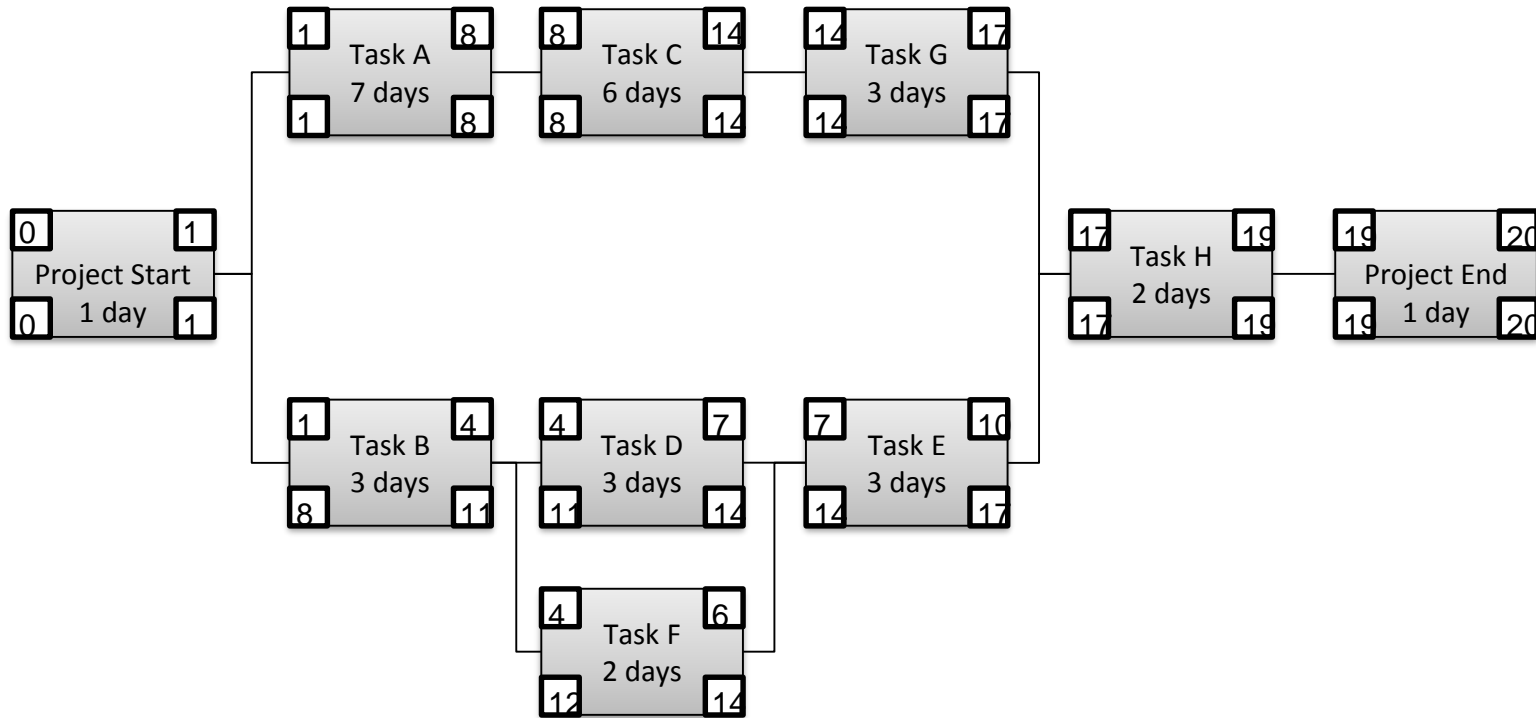 1 8
Task A
7 days
1 8
8 14
Task C
6 days
8 14
14 17
Task G
3 days
14 17
0 1
Project Start
1 day
0 1
17 19
Task H
2 days
17 19
19 20
Project End
1 day
19 20
1 4
Task B
3 days
8 11
4 7
Task D
3 days
11 14
7 10
Task E
3 days
14 17
4 6
Task F
2 days
12 14